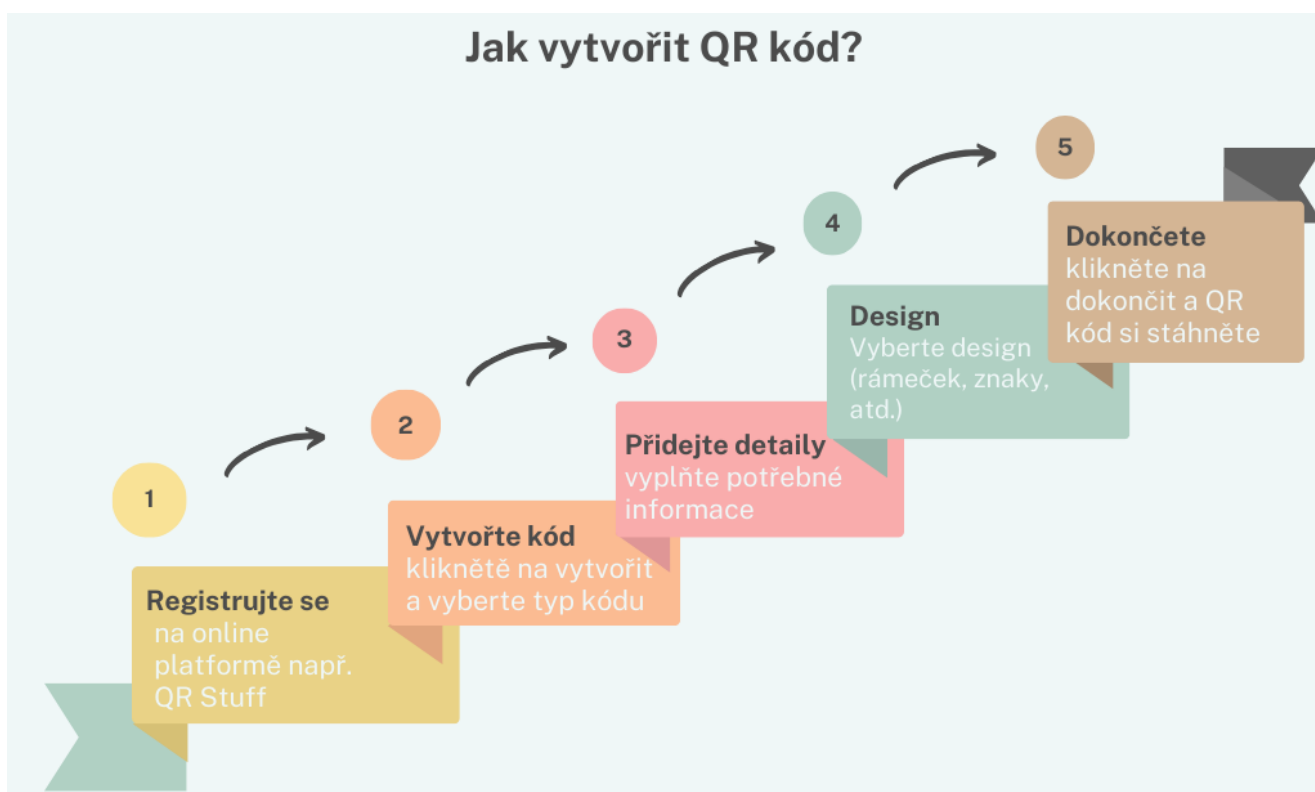 Jak vytvořit QR kód?
1
Registrujte se
na online
platformě např.
QR Stuff
2
Vytvořte kód
kliknětě na vytvořit
a vyberte typ kódu
3
Přidejte detaily
vyplňte potřebné
informace
4
Design
Vyberte design
(rámeček, znaky,
atd.)
5
Dokončete
klikněte na
dokončit a QR
kód si stáhněte